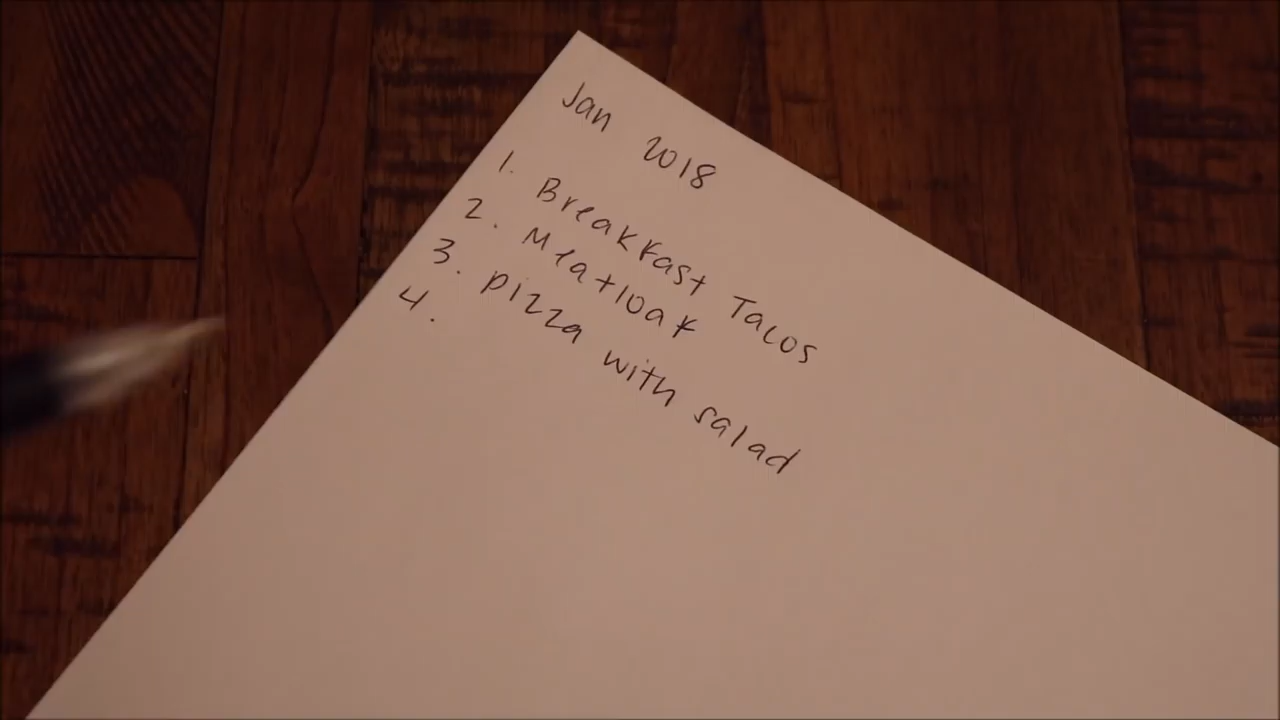 Jan 2018
1. Breakfast Tacos
2. Meatloaf
3. pizza with salad
4.